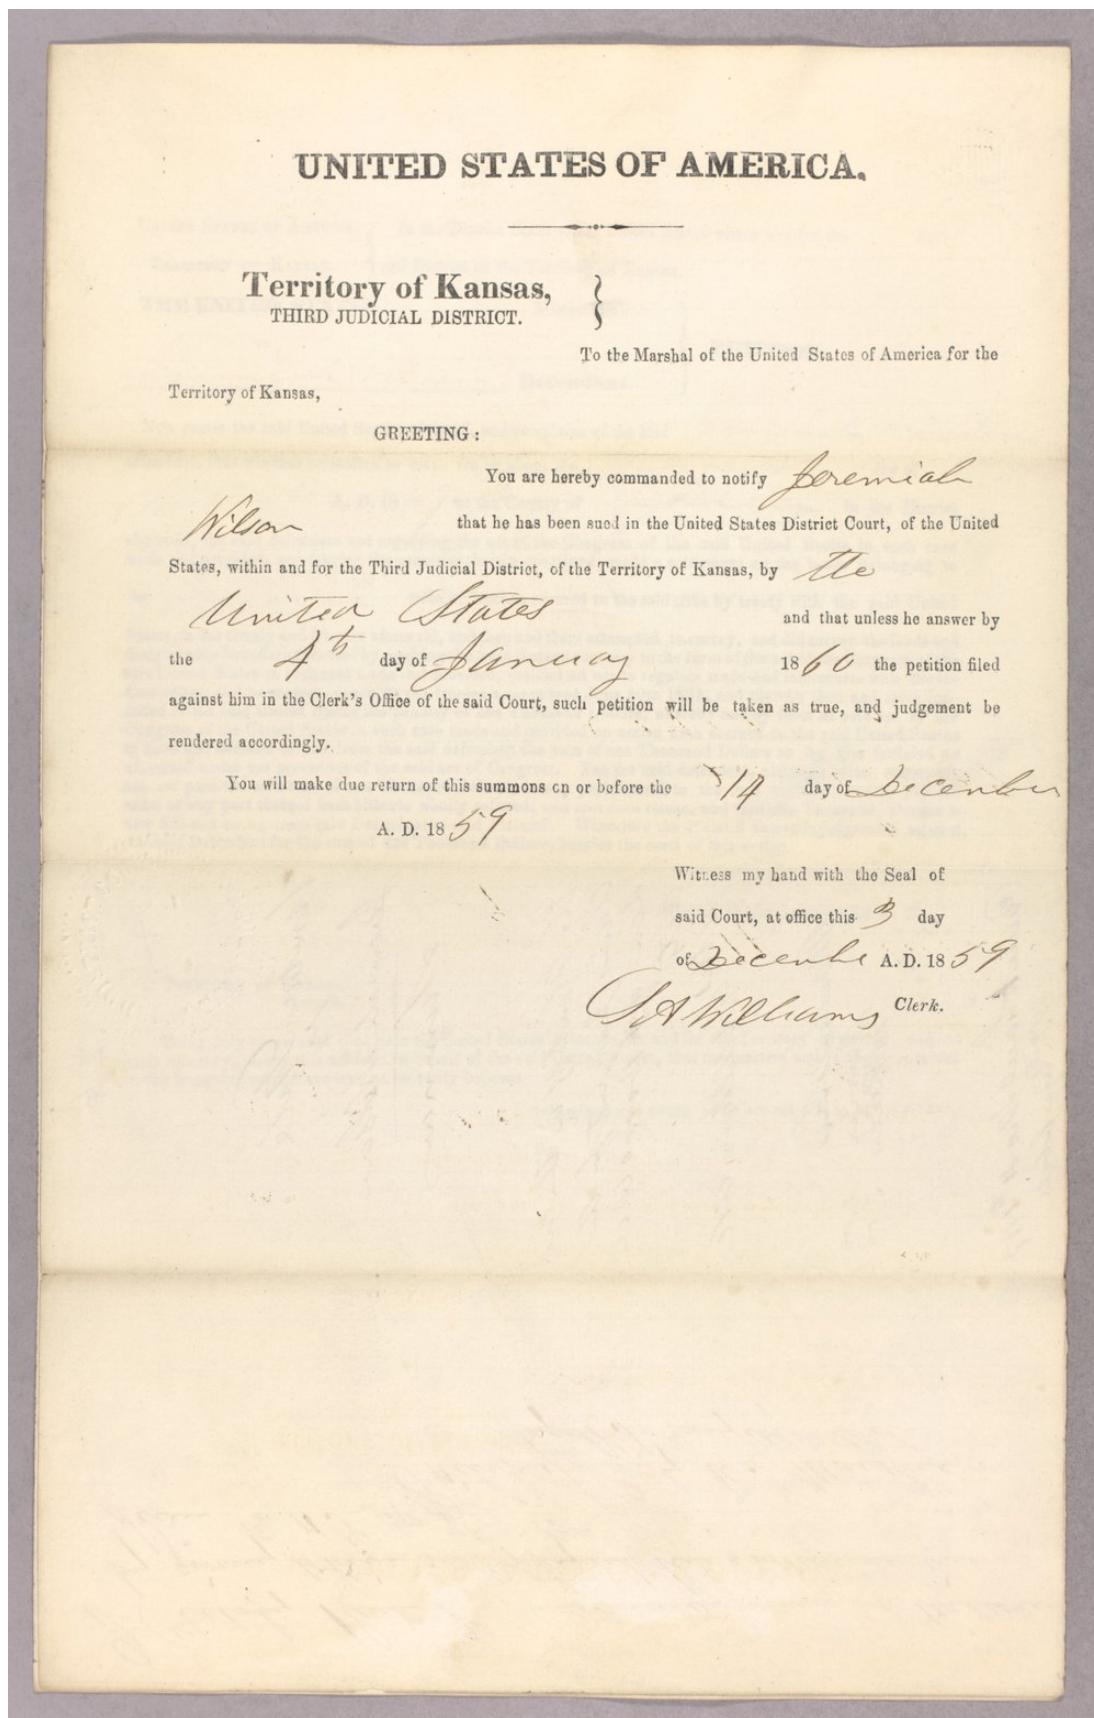 UNITED STATES OF AMERICA.
Territory of Kansas,
THIRD JUDICIAL DISTRICT.
To the Marshal of the United States of America for the
Territory of Kansas,
GREETING:
You are hereby commanded to notify Jeremiah
Wilson that he has been sued in the United States District Court, of the United
States, within and for the Third Judicial District, of the Territory of Kansas, by the
United States and that unless he answer by
the 4th day of January 1860 the petition filed
against him in the Clerk's Office of the said Court, such petition will be taken as true, and judgement be
rendered accordingly.
You will make due return of this summons on or before the 14 day of December
A. D. 1859
Witness my hand with the Seal of
said Court, at office this 3 day
of Decembe A. D. 1859
Williams Clerk.